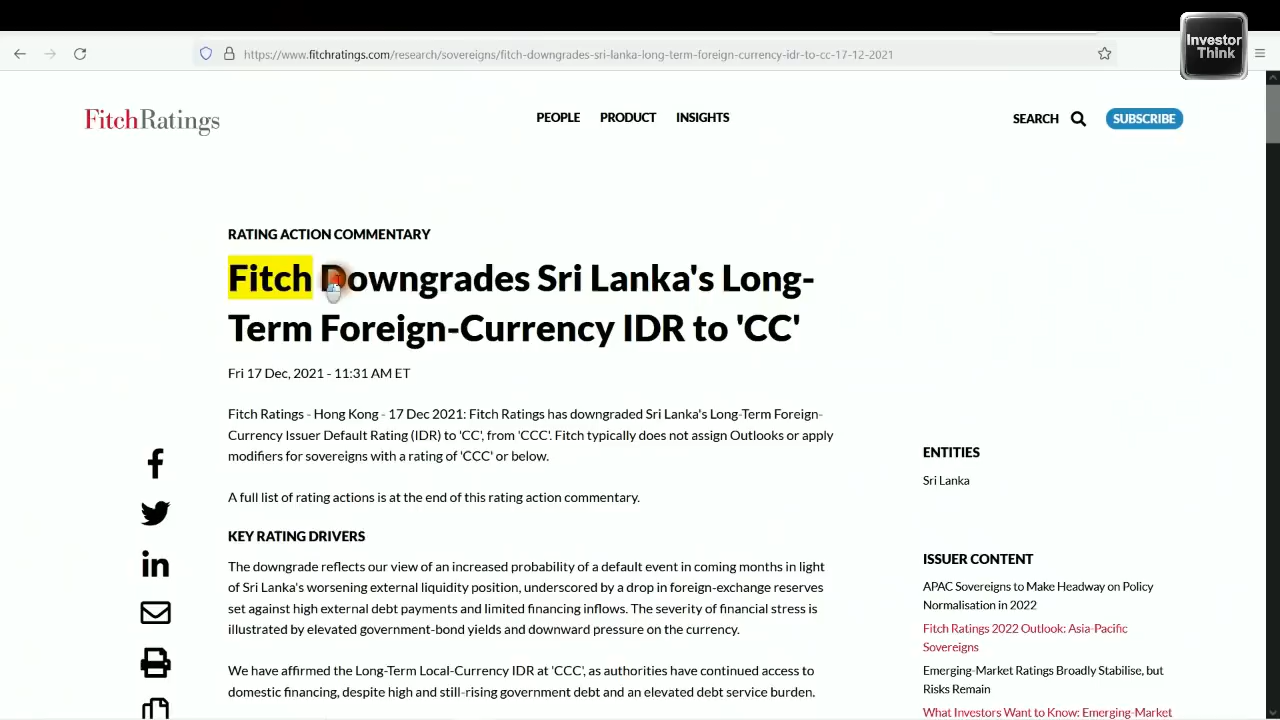 Investor
Think
https://www.fitchratings.com/research/sovereigns/fitch-downgrades-sri-lanka-long-term-foreign-currency-idr-to-cc-17-12-2021
FitchRatings
PEOPLE PRODUCT INSIGHTS
SEARCH
SUBSCRIBE
RATING ACTION COMMENTARY
Fitch Downgrades Sri Lanka's Long-
Term Foreign-Currency IDR to 'CC'
Fri 17 Dec, 2021 - 11:31 AM ET
Fitch Ratings - Hong Kong - 17 Dec 2021: Fitch Ratings has downgraded Sri Lanka's Long-Term Foreign-
Currency Issuer Default Rating (IDR) to 'CC', from 'CCC'. Fitch typically does not assign Outlooks or apply
modifiers for sovereigns with a rating of 'CCC' or below.
A full list of rating actions is at the end of this rating action commentary.
KEY RATING DRIVERS
The downgrade reflects our view of an increased probability of a default event in coming months in light
of Sri Lanka's worsening external liquidity position, underscored by a drop in foreign-exchange reserves
set against high external debt payments and limited financing inflows. The severity of financial stress is
illustrated by elevated government-bond yields and downward pressure on the currency.
We have affirmed the Long-Term Local-Currency IDR at 'CCC', as authorities have continued access to
domestic financing, despite high and still-rising government debt and an elevated debt service burden.
ENTITIES
Sri Lanka
ISSUER CONTENT
APAC Sovereigns to Make Headway on Policy
Normalisation in 2022
Fitch Ratings 2022 Outlook: Asia-Pacific
Sovereigns
Emerging-Market Ratings Broadly Stabilise, but
Risks Remain
What Investors Want to Know: Emerging-Market